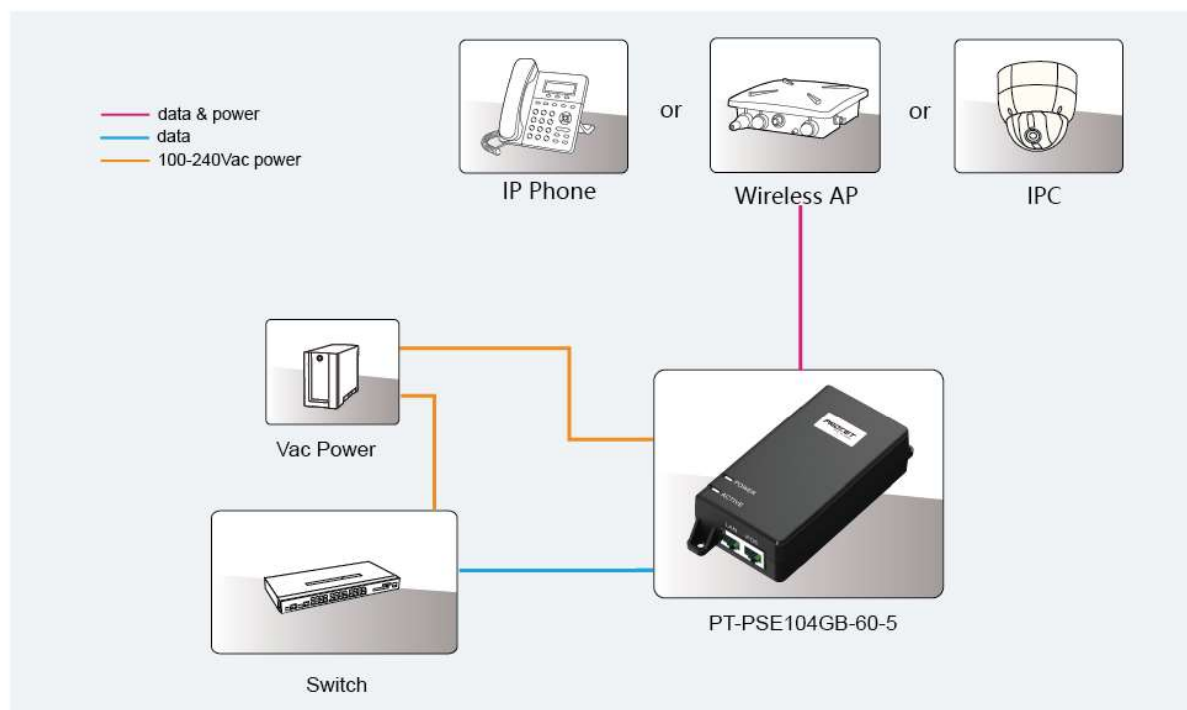 data & power
data
100-240Vac power
IP Phone
or
Wireless AP
or
IPC
Vac Power
Switch
PROCET
POWER
ACTIVE
LAN
POE
PT-PSE104GB-60-5